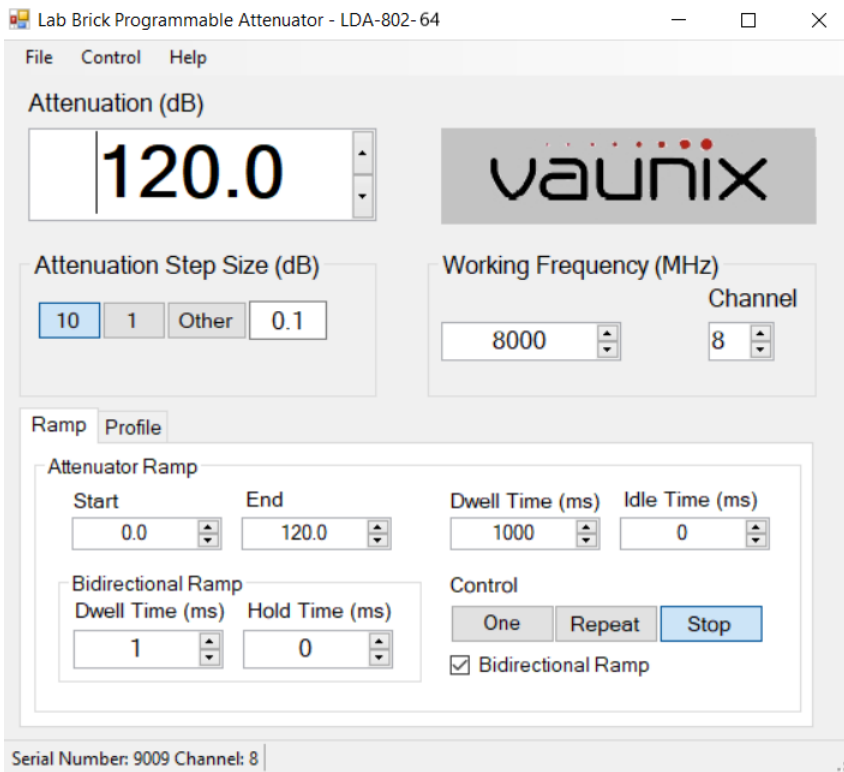 Lab Brick Programmable Attenuator - LDA-802-64
File Control Help
Attenuation (dB)
120.0
vaunix
Attenuation Step Size (dB)
10 1 Other 0.1
Working Frequency (MHz)
Channel
8000 8
Ramp Profile
Attenuator Ramp
Start End Dwell Time (ms) Idle Time (ms)
0.0 120.0 1000 0
Bidirectional Ramp
Dwell Time (ms) Hold Time (ms)
1 0
Control
One Repeat Stop
Bidirectional Ramp
Serial Number: 9009 Channel: 8